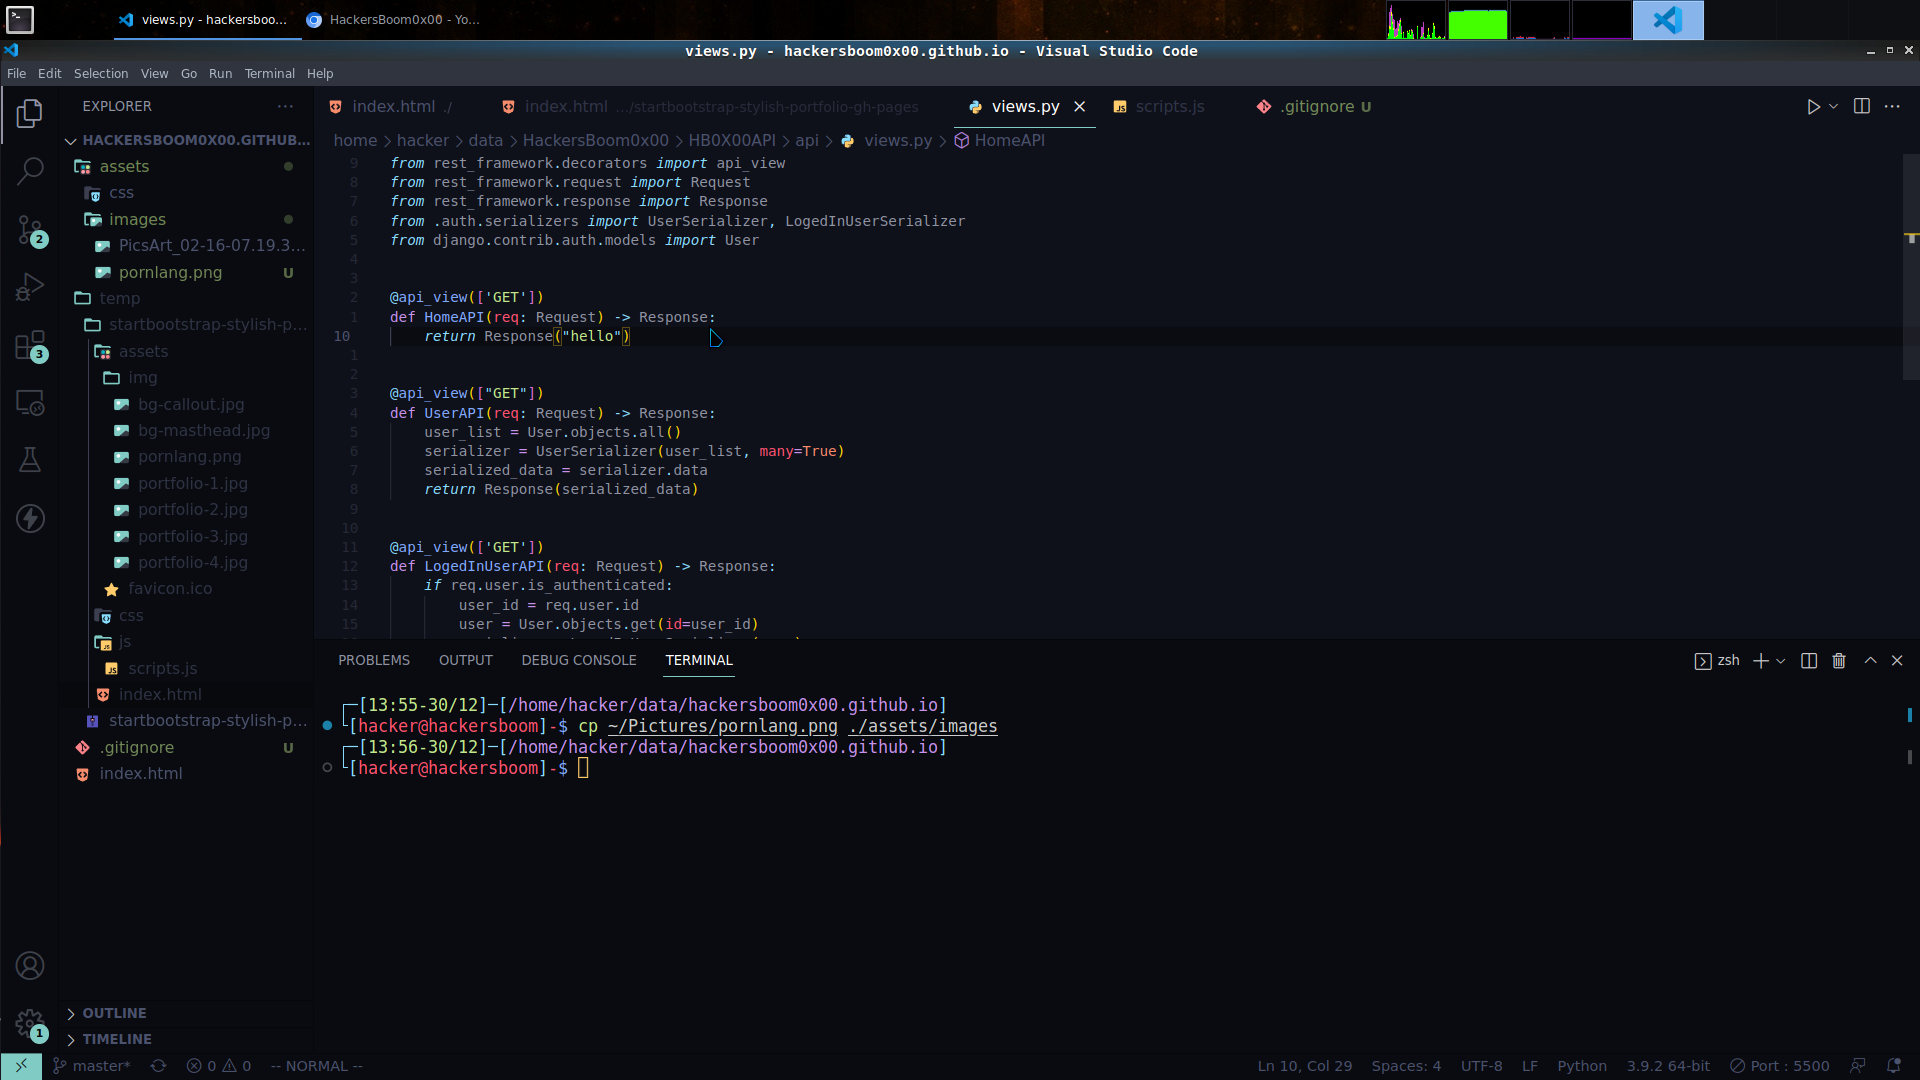 views.py - hackersboo...
HackersBoom0x00 - Yo...
views.py - hackersboom0x00.github.io - Visual Studio Code
File Edit Selection View Go Run Terminal Help
EXPLORER
HACKERSBOOM0X00.GITHUB...
assets
css
images
PicsArt_02-16-07.19.3...
pornlang.png U
temp
startbootstrap-stylish-p...
assets
img
bg-callout.jpg
bg-masthead.jpg
pornlang.png
portfolio-1.jpg
portfolio-2.jpg
portfolio-3.jpg
portfolio-4.jpg
favicon.ico
css
js
scripts.js
index.html
startbootstrap-stylish-p...
.gitignore U
index.html
OUTLINE
TIMELINE
2
3
1
index.html ./ index.html .../startbootstrap-stylish-portfolio-gh-pages views.py scripts.js .gitignore U
home > hacker > data > HackersBoom0x00 > HB0X00API > api > views.py > HomeAPI
9 from rest_framework.decorators import api_view
8 from rest_framework.request import Request
7 from rest_framework.response import Response
6 from .auth.serializers import UserSerializer, LogedInUserSerializer
5 from django.contrib.auth.models import User
4
3
2 @api_view(['GET'])
1 def HomeAPI(req: Request) -> Response:
10     return Response("hello")
1
2
3 @api_view(["GET"])
4 def UserAPI(req: Request) -> Response:
5     user_list = User.objects.all()
6     serializer = UserSerializer(user_list, many=True)
7     serialized_data = serializer.data
8     return Response(serialized_data)
9
10
11 @api_view(['GET'])
12 def LogedInUserAPI(req: Request) -> Response:
13     if req.user.is_authenticated:
14         user_id = req.user.id
15         user = User.objects.get(id=user_id)
PROBLEMS OUTPUT DEBUG CONSOLE TERMINAL
zsh
┌─[13:55-30/12]─[/home/hacker/data/hackersboom0x00.github.io]
└[hacker@hackersboom]-$ cp ~/Pictures/pornlang.png ./assets/images
┌─[13:56-30/12]─[/home/hacker/data/hackersboom0x00.github.io]
└[hacker@hackersboom]-$
master* 0 0 -- NORMAL --
Ln 10, Col 29 Spaces: 4 UTF-8 LF Python 3.9.2 64-bit Port : 5500